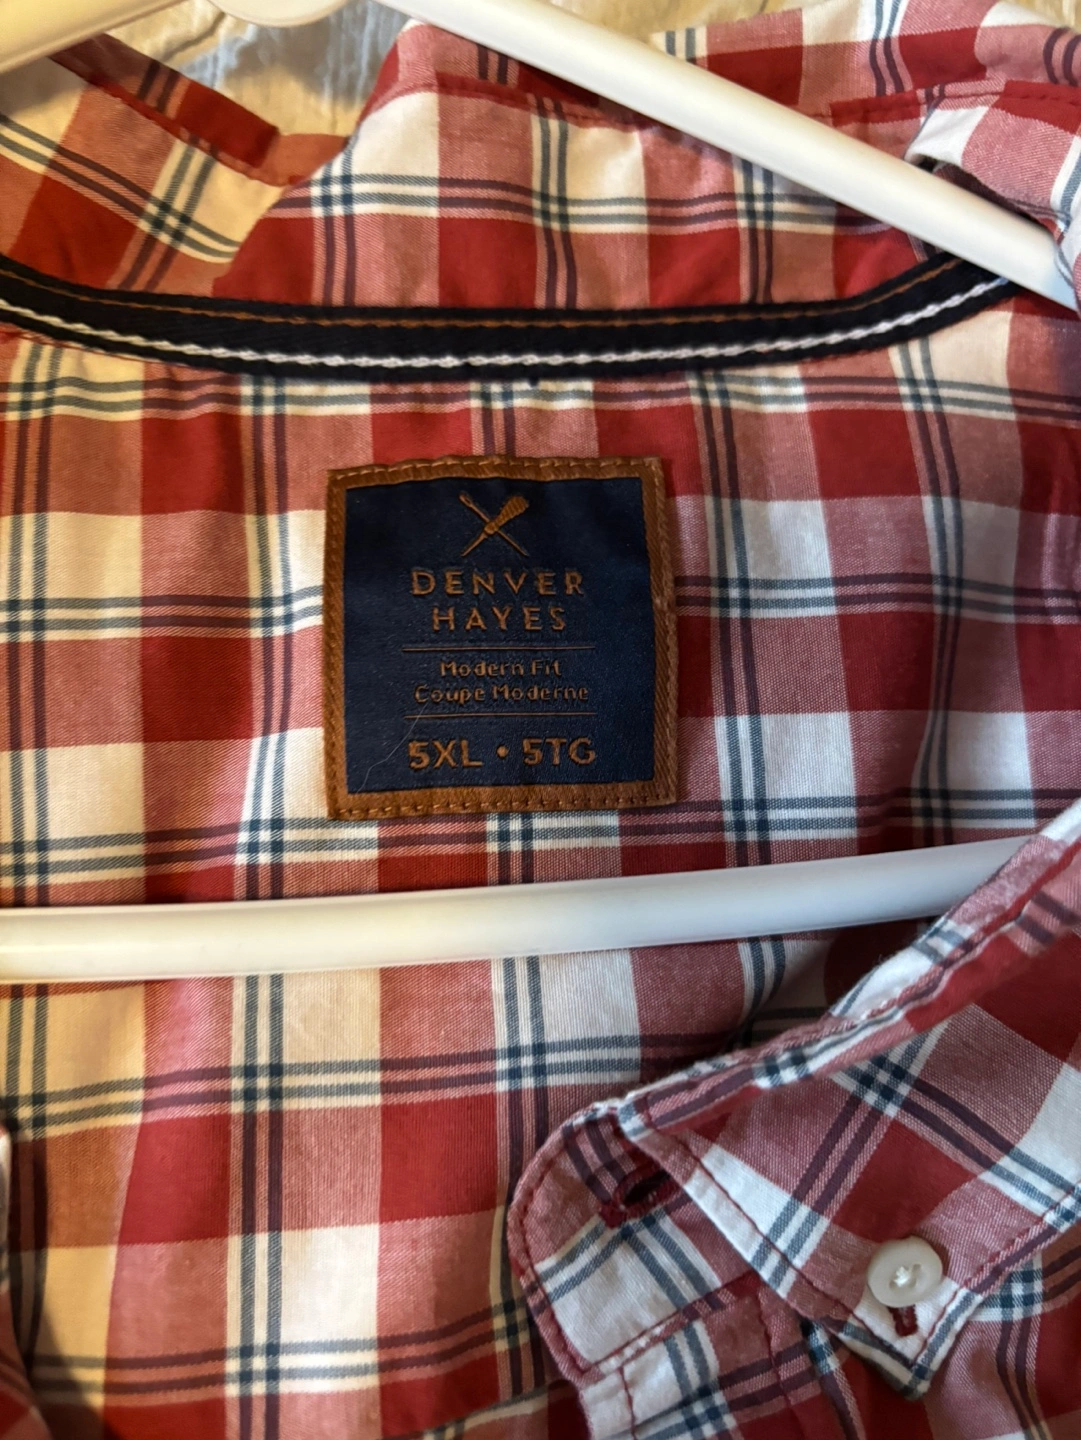 DENVER
HAYES
Modern Fit
Coupe Moderne
5XL • 5TG